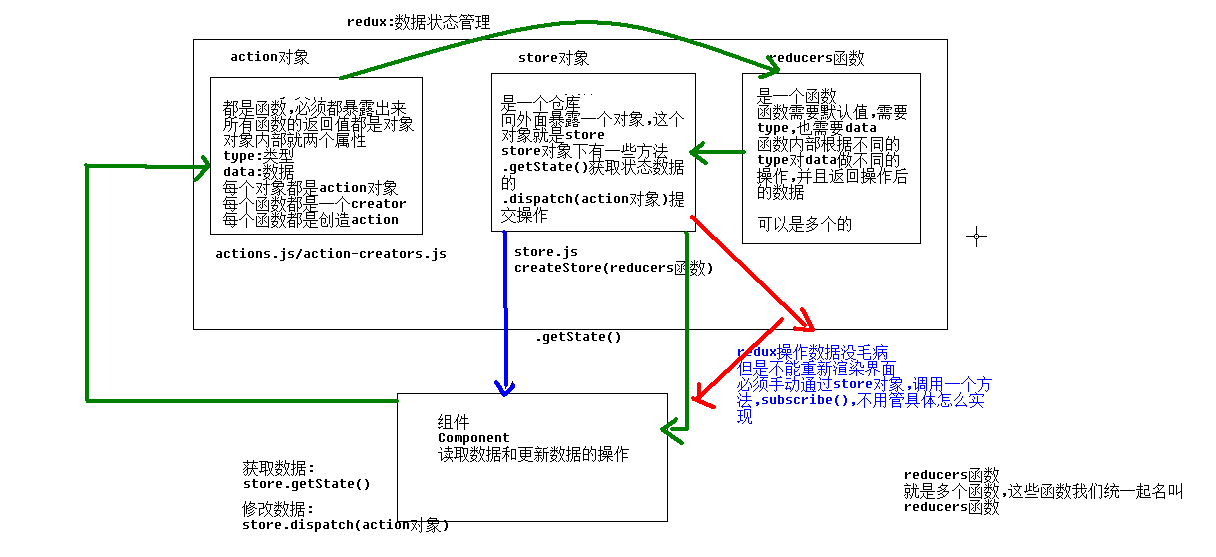 redux:数据状态管理
action对象
都是函数,必须都暴露出来
所有函数的返回值都是对象
对象内部就两个属性
type:类型
data:数据
每个对象都是action对象
每个函数都是一个creator
每个函数都是创造action
actions.js/action-creators.js
store对象
是一个仓库
向外面暴露一个对象,这个
对象就是store
store对象下有一些方法
.getState()获取状态数据
的
.dispatch(action对象)提
交操作
store.js
createStore(reducers函数)
reducers函数
是一个函数
函数需要默认值,需要
type,也需要data
函数内部根据不同的
type对data做不同的
操作,并且返回操作后
的数据
可以是多个的
.getState()
redux操作数据没毛病
但是不能重新渲染界面
必须手动通过store对象,调用一个方
法,subscribe(),不用管具体怎么实
现
组件
Component
读取数据和更新数据的操作
获取数据:
store.getState()
修改数据:
store.dispatch(action对象)
reducers函数
就是多个函数,这些函数我们统一起名叫
reducers函数